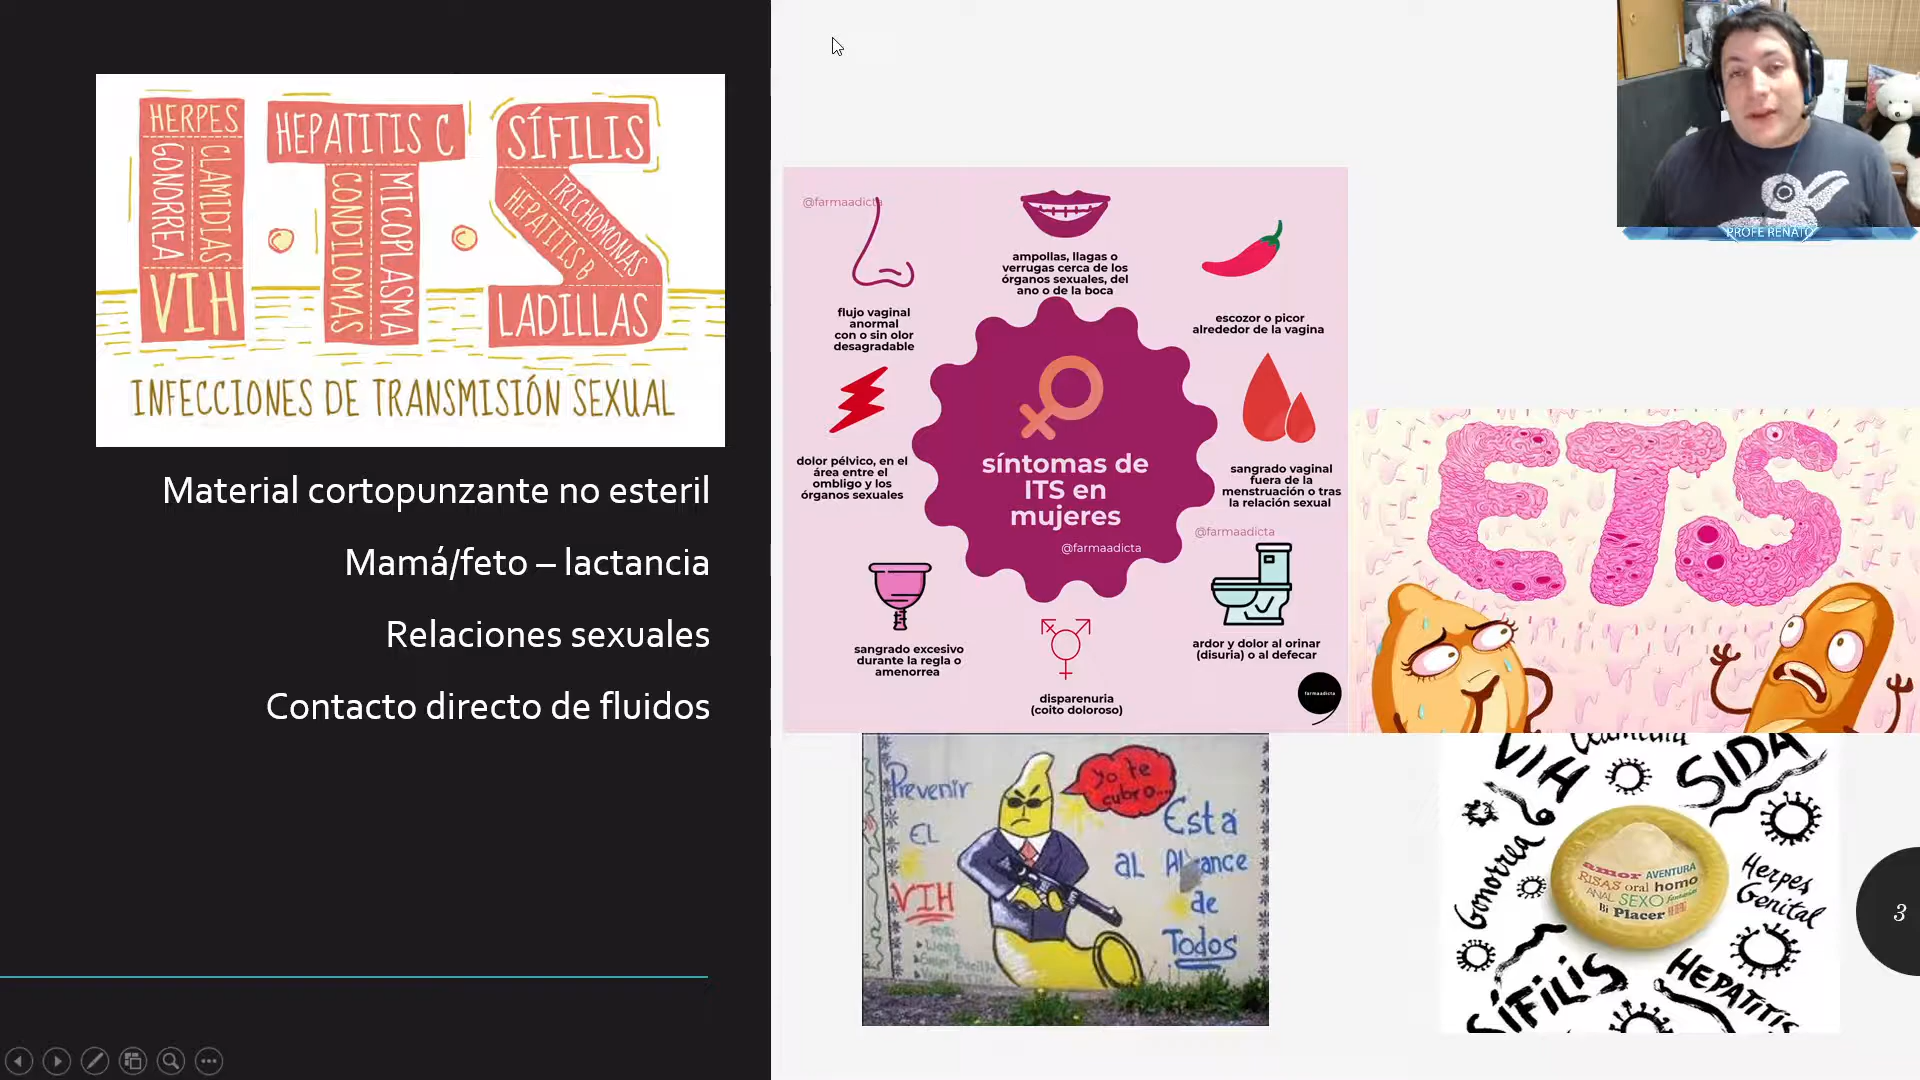 HERPES
GONORREA
CLAMIDIAS
VIH
HEPATITIS C
CONDILOMAS
MICOPLASMA
SÍFILIS
TRICHOMONAS
HEPATITIS B
LADILLAS
INFECCIONES DE TRANSMISIÓN SEXUAL
Material cortopunzante no esteril
Mamá/feto – lactancia
Relaciones sexuales
Contacto directo de fluidos
@farmaadicta
ampollas, llagas o
verrugas cerca de los
órganos sexuales, del
ano o de la boca
flujo vaginal
anormal
con o sin olor
desagradable
escozor o picor
alrededor de la vagina
dolor pélvico, en el
área entre el
ombligo y los
órganos sexuales
síntomas de
ITS en
mujeres
@farmaadicta
sangrado vaginal
fuera de la
menstruación o tras
la relación sexual
@farmaadicta
sangrado excesivo
durante la regla o
amenorrea
disparenuria
(coito doloroso)
ardor y dolor al orinar
(disuria) o al defecar
farmaadicta
PROFE RENATO
ETS
Prevenir
EL
VIH
yo te
cubro...
Está
al Alcance
de
Todos
VIH
SIDA
Gonorrea
Herpes
Genital
SÍFILIS
HEPATITIS
amor AVENTURA
RISAS oral homo
ANAL SEXO
Bi Placer
3